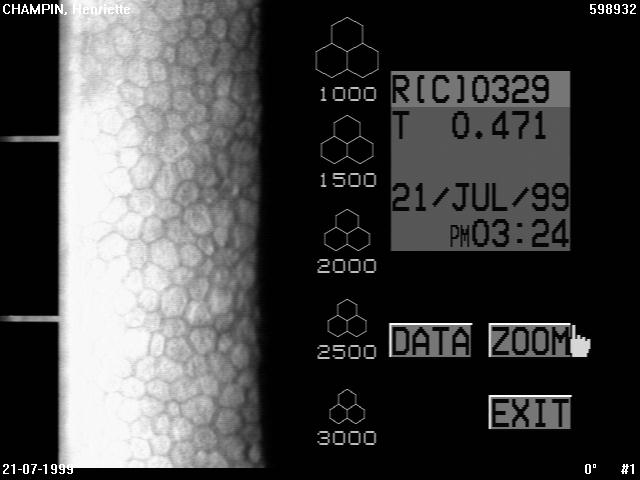 CHAMPIN, Henriette
598932
1000
1500
2000
2500
3000
R[C]0329
T 0.471
21/JUL/99
PM03:24
DATA
ZOOM
EXIT
21-07-1999
0°
#1